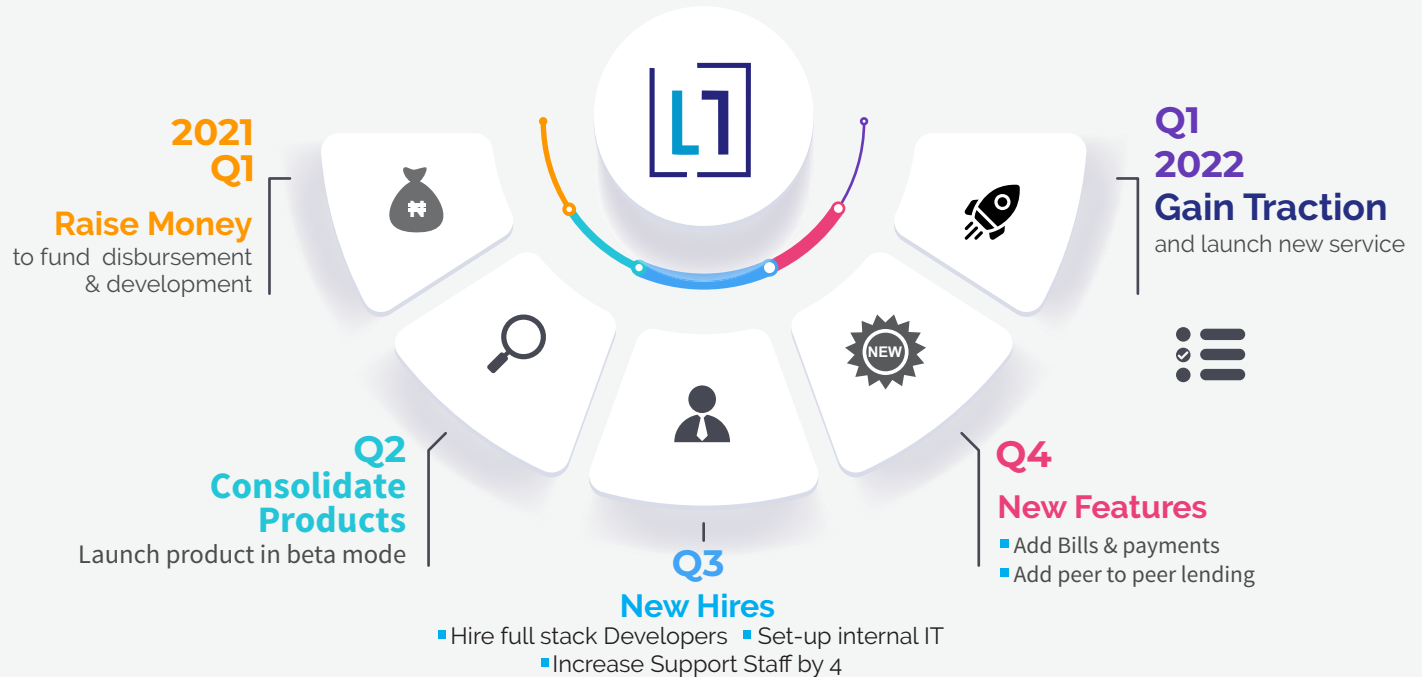 2021
Q1
Raise Money
to fund disbursement
& development
Q2
Consolidate
Products
Launch product in beta mode
Q3
New Hires
Hire full stack Developers Set-up internal IT
Increase Support Staff by 4
NEW
Q4
New Features
Add Bills & payments
Add peer to peer lending
Q1
2022
Gain Traction
and launch new service
₦